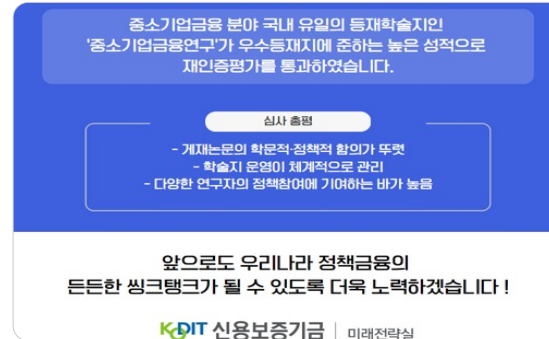 중소기업금융 분야 국내 유일의 등재학술지인
'중소기업금융연구'가 우수등재지에 준하는 높은 성적으로
재인증평가를 통과하였습니다.
심사 총평
- 게재논문의 학문적·정책적 함의가 뚜렷
- 학술지 운영이 체계적으로 관리
- 다양한 연구자의 정책참여에 기여하는 바가 높음
앞으로도 우리나라 정책금융의
든든한 씽크탱크가 될 수 있도록 더욱 노력하겠습니다 !
KODIT 신용보증기금 | 미래전략실